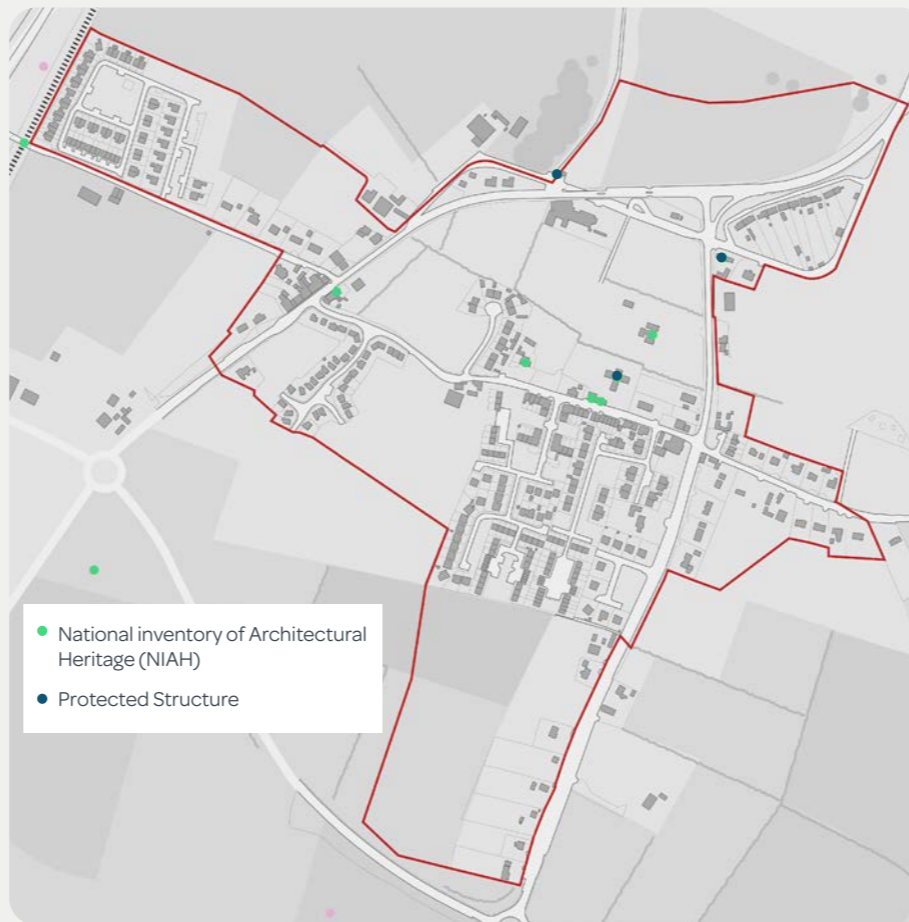 National inventory of Architectural
Heritage (NIAH)
Protected Structure